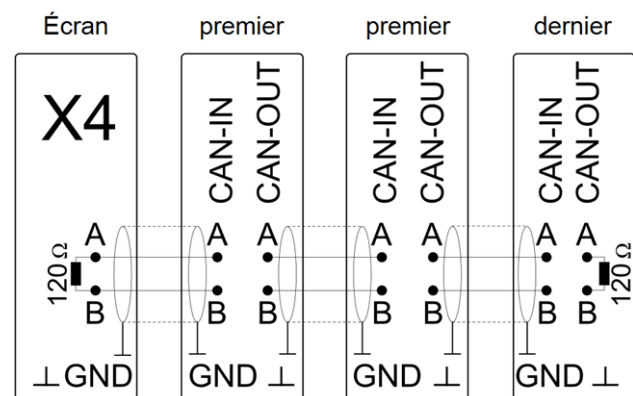 Écran
premier
premier
dernier
X4
CAN-IN
CAN-OUT
CAN-IN
CAN-OUT
CAN-IN
CAN-OUT
A
A
A
A
A
A
A
120 Ω
120 Ω
B
B
B
B
B
B
B
⊥ GND
GND ⊥
GND ⊥
GND ⊥